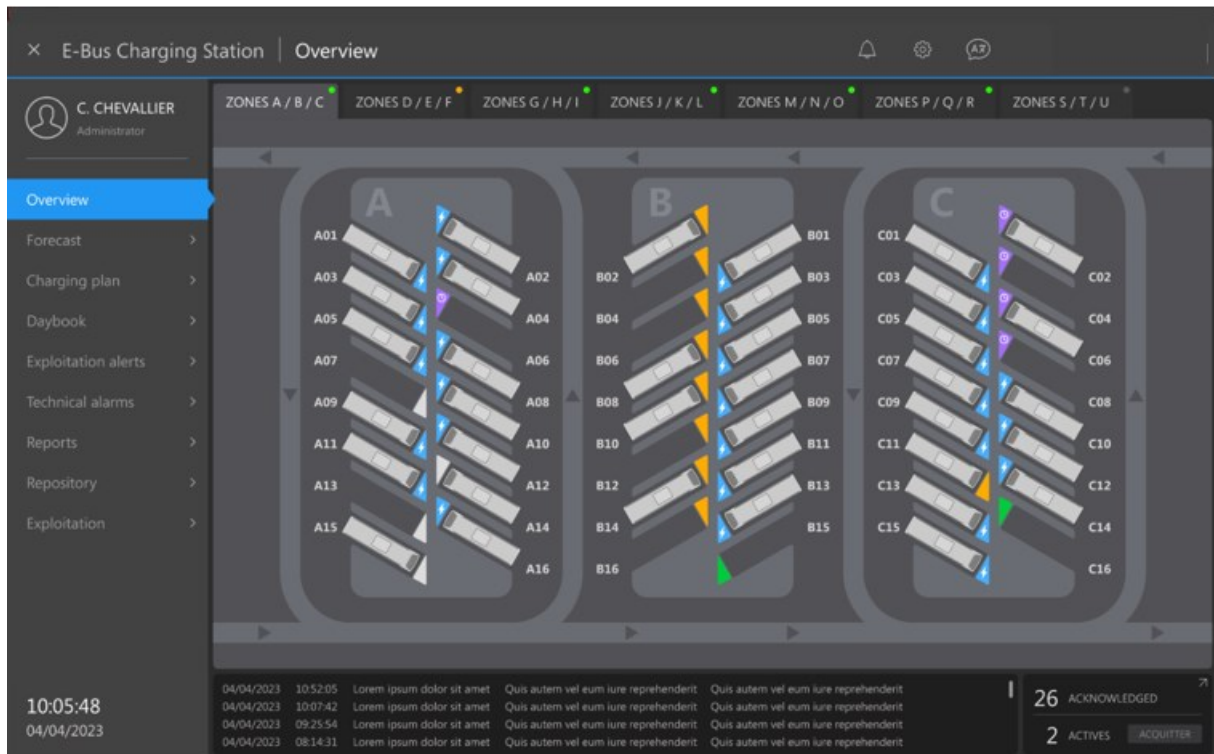 × E-Bus Charging Station | Overview
C. CHEVALLIER
Administrator
Overview
Forecast
Charging plan
Daybook
Exploitation alerts
Technical alarms
Reports
Repository
Exploitation
10:05:48
04/04/2023
ZONES A / B / C ZONES D / E / F ZONES G / H / I ZONES J / K / L ZONES M / N / O ZONES P / Q / R ZONES S / T / U
A B C
A01 B01 C01
A03 A02 B02 B03 C03 C02
A05 A04 B04 B05 C05 C04
A07 A06 B06 B07 C07 C06
A09 A08 B08 B09 C09 C08
A11 A10 B10 B11 C11 C10
A13 A12 B12 B13 C13 C12
A15 A14 B14 B15 C15 C14
A16 B16 C16
04/04/2023 10:52:05 Lorem ipsum dolor sit amet Quis autem vel eum iure reprehenderit Quis autem vel eum iure reprehenderit
04/04/2023 10:07:42 Lorem ipsum dolor sit amet Quis autem vel eum iure reprehenderit Quis autem vel eum iure reprehenderit
04/04/2023 09:25:54 Lorem ipsum dolor sit amet Quis autem vel eum iure reprehenderit Quis autem vel eum iure reprehenderit
04/04/2023 08:14:31 Lorem ipsum dolor sit amet Quis autem vel eum iure reprehenderit Quis autem vel eum iure reprehenderit
26 ACKNOWLEDGED
2 ACTIVES ACQUITTER